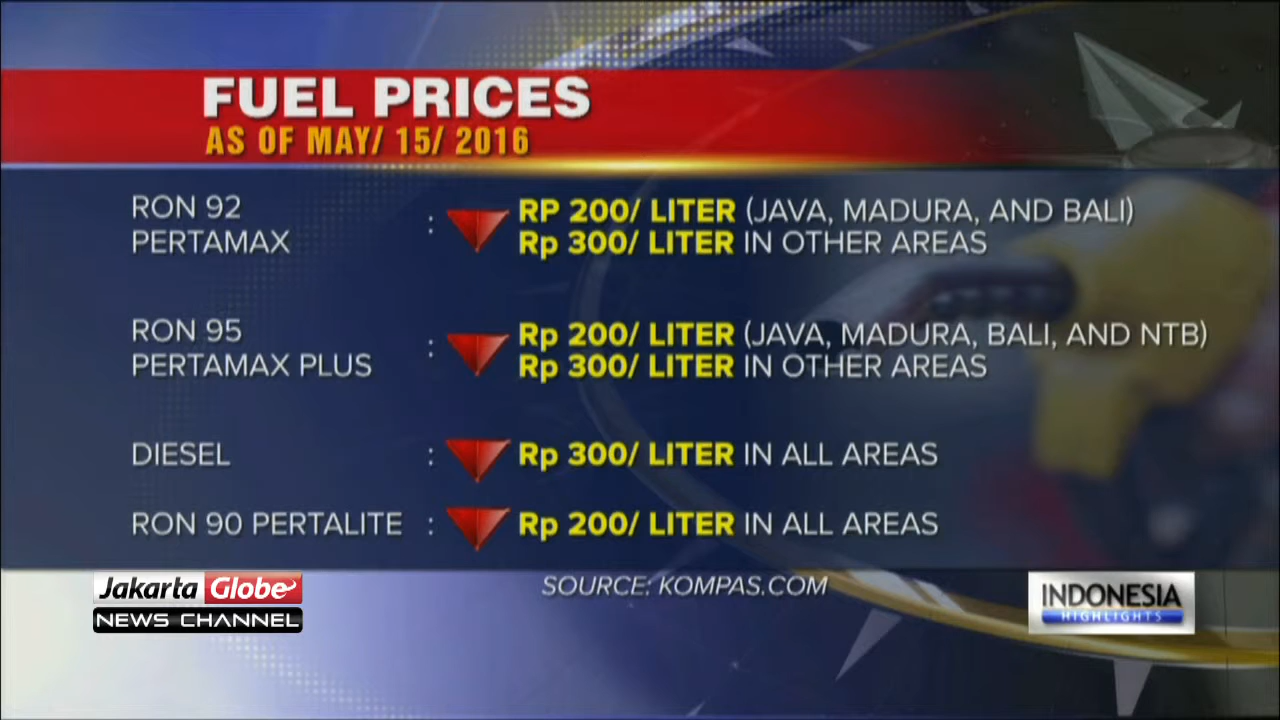 FUEL PRICES
AS OF MAY/ 15/ 2016
RON 92
PERTAMAX
:
RP 200/ LITER (JAVA, MADURA, AND BALI)
Rp 300/ LITER IN OTHER AREAS
RON 95
PERTAMAX PLUS
:
Rp 200/ LITER (JAVA, MADURA, BALI, AND NTB)
Rp 300/ LITER IN OTHER AREAS
DIESEL : Rp 300/ LITER IN ALL AREAS
RON 90 PERTALITE : Rp 200/ LITER IN ALL AREAS
SOURCE: KOMPAS.COM
Jakarta Globe
NEWS CHANNEL
INDONESIA
HIGHLIGHTS